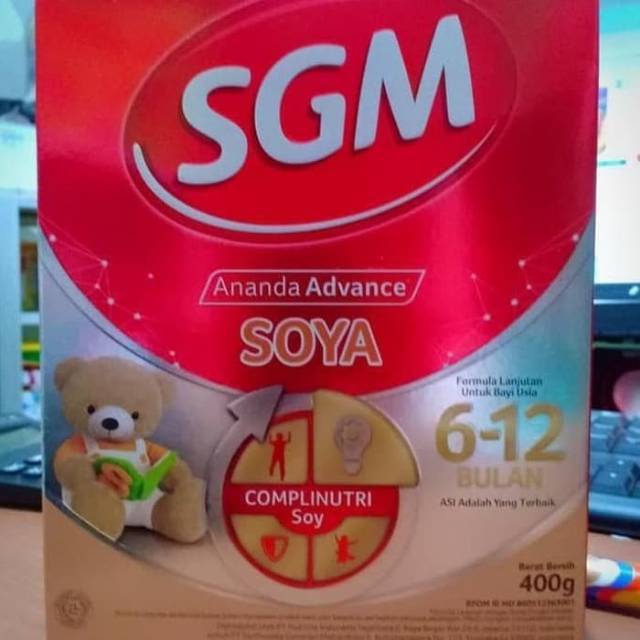 SGM
Ananda Advance
SOYA
Formula Lanjutan
Untuk Bayi Usia
6-12
BULAN
ASI Adalah Yang Terbaik
COMPLINUTRI
Soy
Berat Bersih
400g